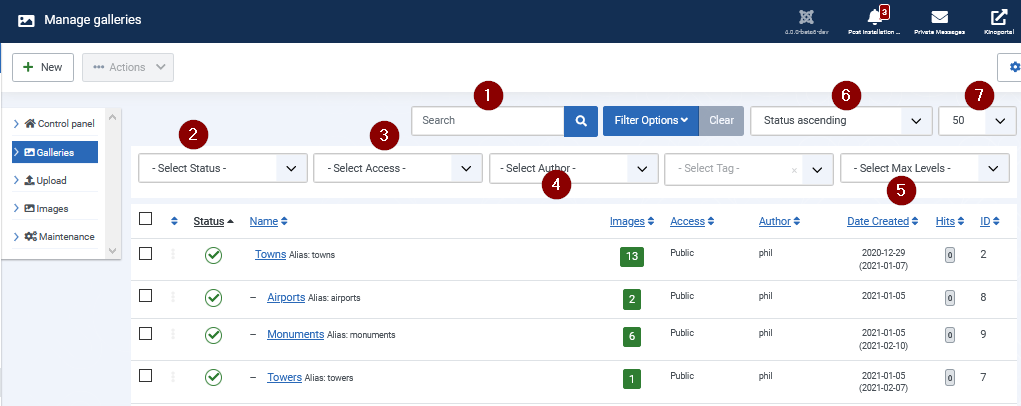 Manage galleries
4.0.0-beta8-dev
3
Post Installation ...
Private Messages
Kinoportal
New
Actions
1
6
7
Search
Filter Options
Clear
Status ascending
50
Control panel
Galleries
Upload
Images
Maintenance
2
3
- Select Status -
- Select Access -
- Select Author -
- Select Tag -
- Select Max Levels -
4
5
Status Name Images Access Author Date Created Hits ID
Towns Alias: towns 13 Public phil 2020-12-29 0 2
(2021-01-07)
– Airports Alias: airports 2 Public phil 2021-01-05 0 8
– Monuments Alias: monuments 6 Public phil 2021-01-05 0 9
(2021-02-10)
– Towers Alias: towers 1 Public phil 2021-01-05 0 7
(2021-02-07)